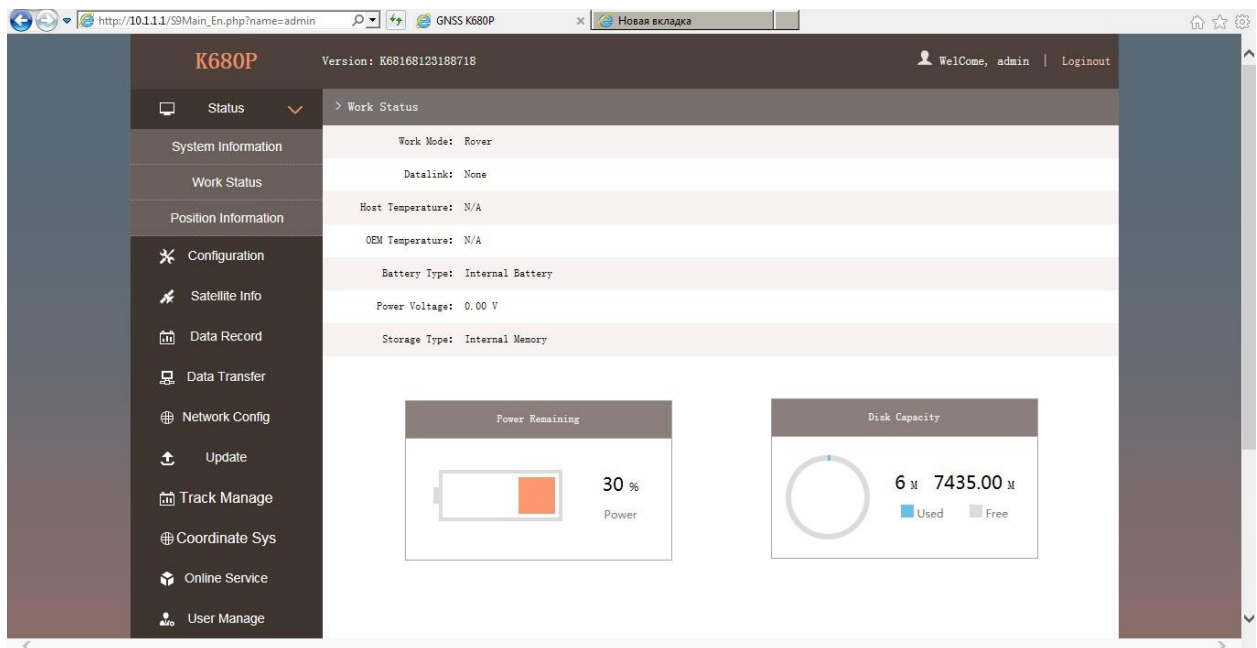 http://10.1.1.1/S9Main_En.php?name=admin
GNSS K680P
Новая вкладка
K680P
Version: K68168123188718
WelCome, admin | Loginout
Status
> Work Status
System Information
Work Status
Position Information
Configuration
Satellite Info
Data Record
Data Transfer
Network Config
Update
Track Manage
Coordinate Sys
Online Service
User Manage
Work Mode: Rover
Datalink: None
Host Temperature: N/A
OEM Temperature: N/A
Battery Type: Internal Battery
Power Voltage: 0.00 V
Storage Type: Internal Memory
Power Remaining
30 %
Power
Disk Capacity
6 M 7435.00 M
Used Free